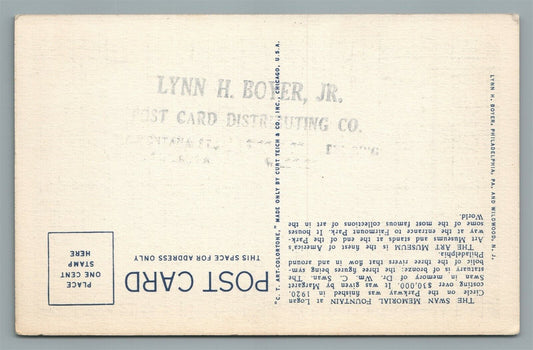 LYNN H. BOYER, JR.
POST CARD DISTRIBUTING CO.
THE SWAN MEMORIAL FOUNTAIN at Logan
Circle on the Parkway was finished in 1920,
costing over $50,000. It was given by Margaret
Swan in memory of Dr. Wm. C. Swan. The
statuary is of bronze; the three figures being sym-
bolic of the three rivers that flow in and around
Philadelphia.
THE ART MUSEUM is the finest of America's
Art Museums and stands at the end of the Park-
way at the entrance to Fairmount Park. It houses
some of the most famous collections of art in the
World.
LYNN H. BOYER, PHILADELPHIA, PA. AND WILDWOOD, N. J.
"C. T. ART-COLORTONE," MADE ONLY BY CURT TEICH & CO., INC., CHICAGO, U.S.A.
POST CARD
THIS SPACE FOR ADDRESS ONLY
PLACE
ONE CENT
STAMP
HERE